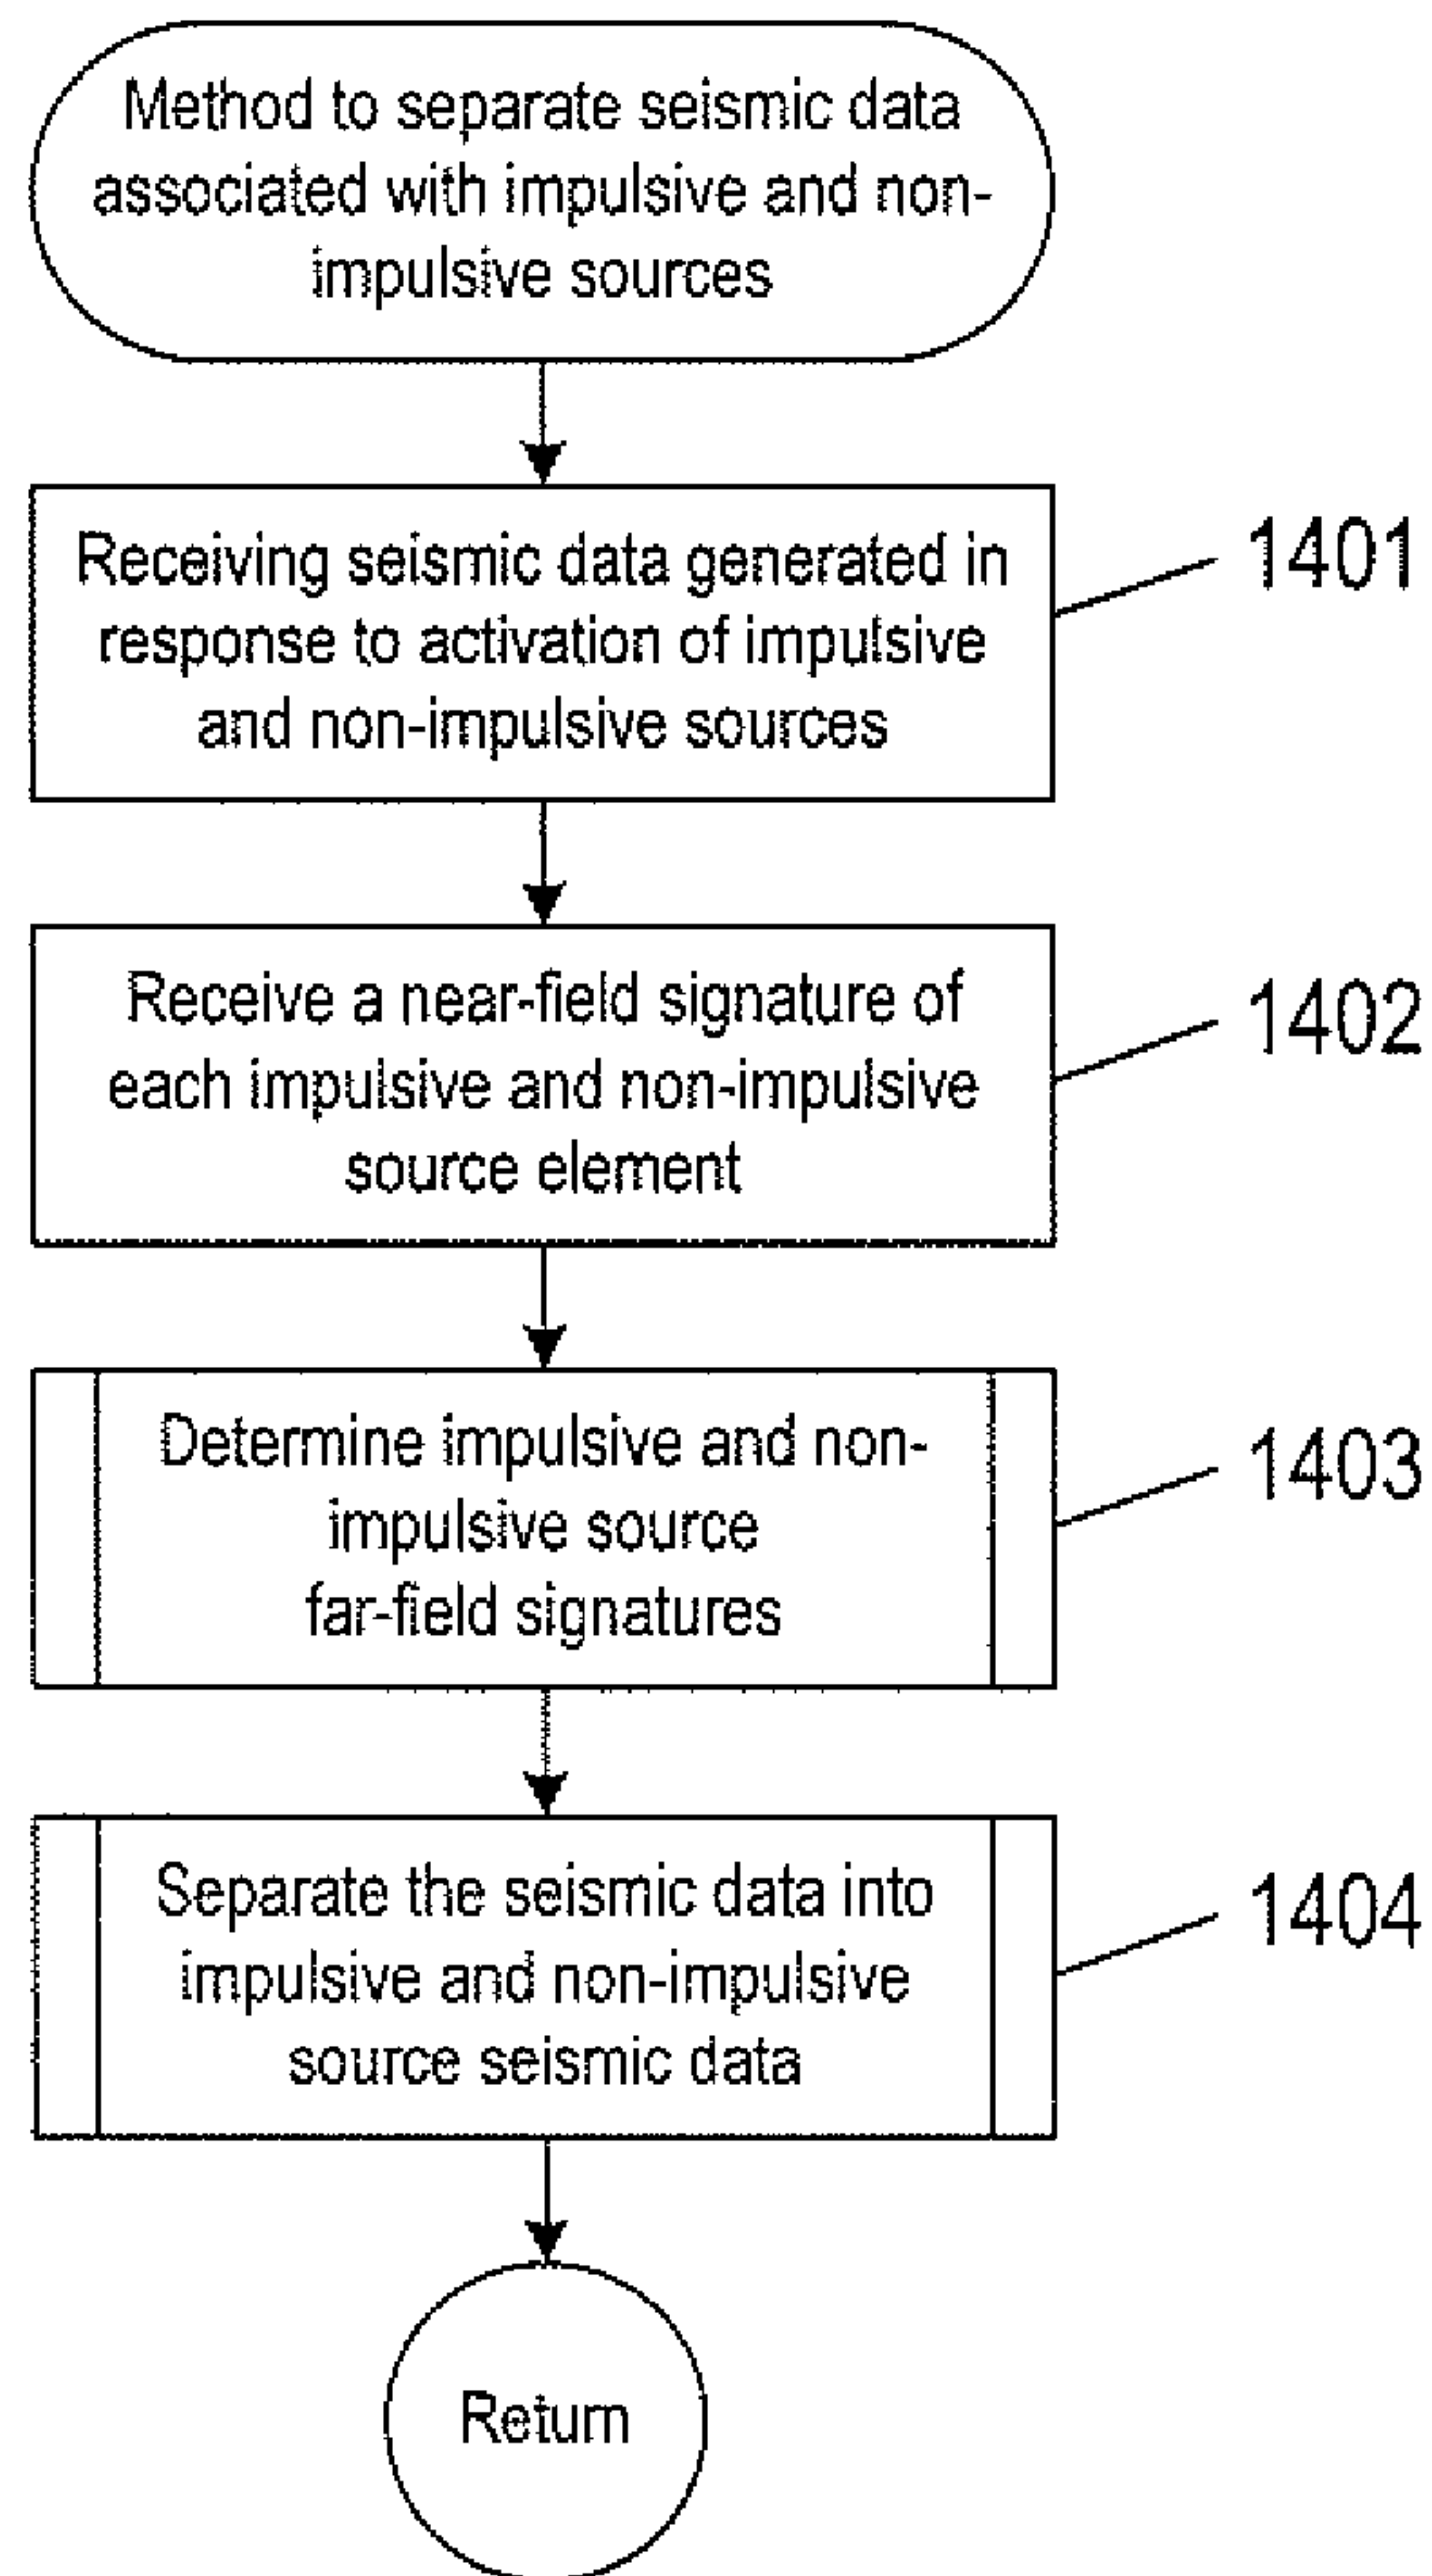 Method to separate seismic data
associated with impulsive and non-
impulsive sources
Receiving seismic data generated in
response to activation of impulsive
and non-impulsive sources
1401
Receive a near-field signature of
each impulsive and non-impulsive
source element
1402
Determine impulsive and non-
impulsive source
far-field signatures
1403
Separate the seismic data into
impulsive and non-impulsive
source seismic data
1404
Return